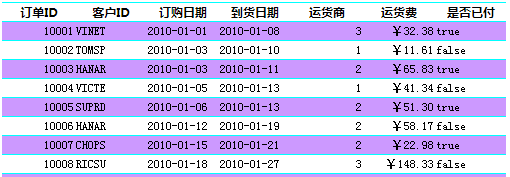 订单ID 客户ID 订购日期 到货日期 运货商 运货费 是否已付
10001 VINET 2010-01-01 2010-01-08 3 ￥32.38 true
10002 TOMSP 2010-01-03 2010-01-10 1 ￥11.61 false
10003 HANAR 2010-01-03 2010-01-11 2 ￥65.83 true
10004 VICTE 2010-01-05 2010-01-13 1 ￥41.34 false
10005 SUPRD 2010-01-06 2010-01-13 2 ￥51.30 true
10006 HANAR 2010-01-12 2010-01-19 2 ￥58.17 false
10007 CHOPS 2010-01-15 2010-01-21 2 ￥22.98 true
10008 RICSU 2010-01-18 2010-01-27 3 ￥148.33 false